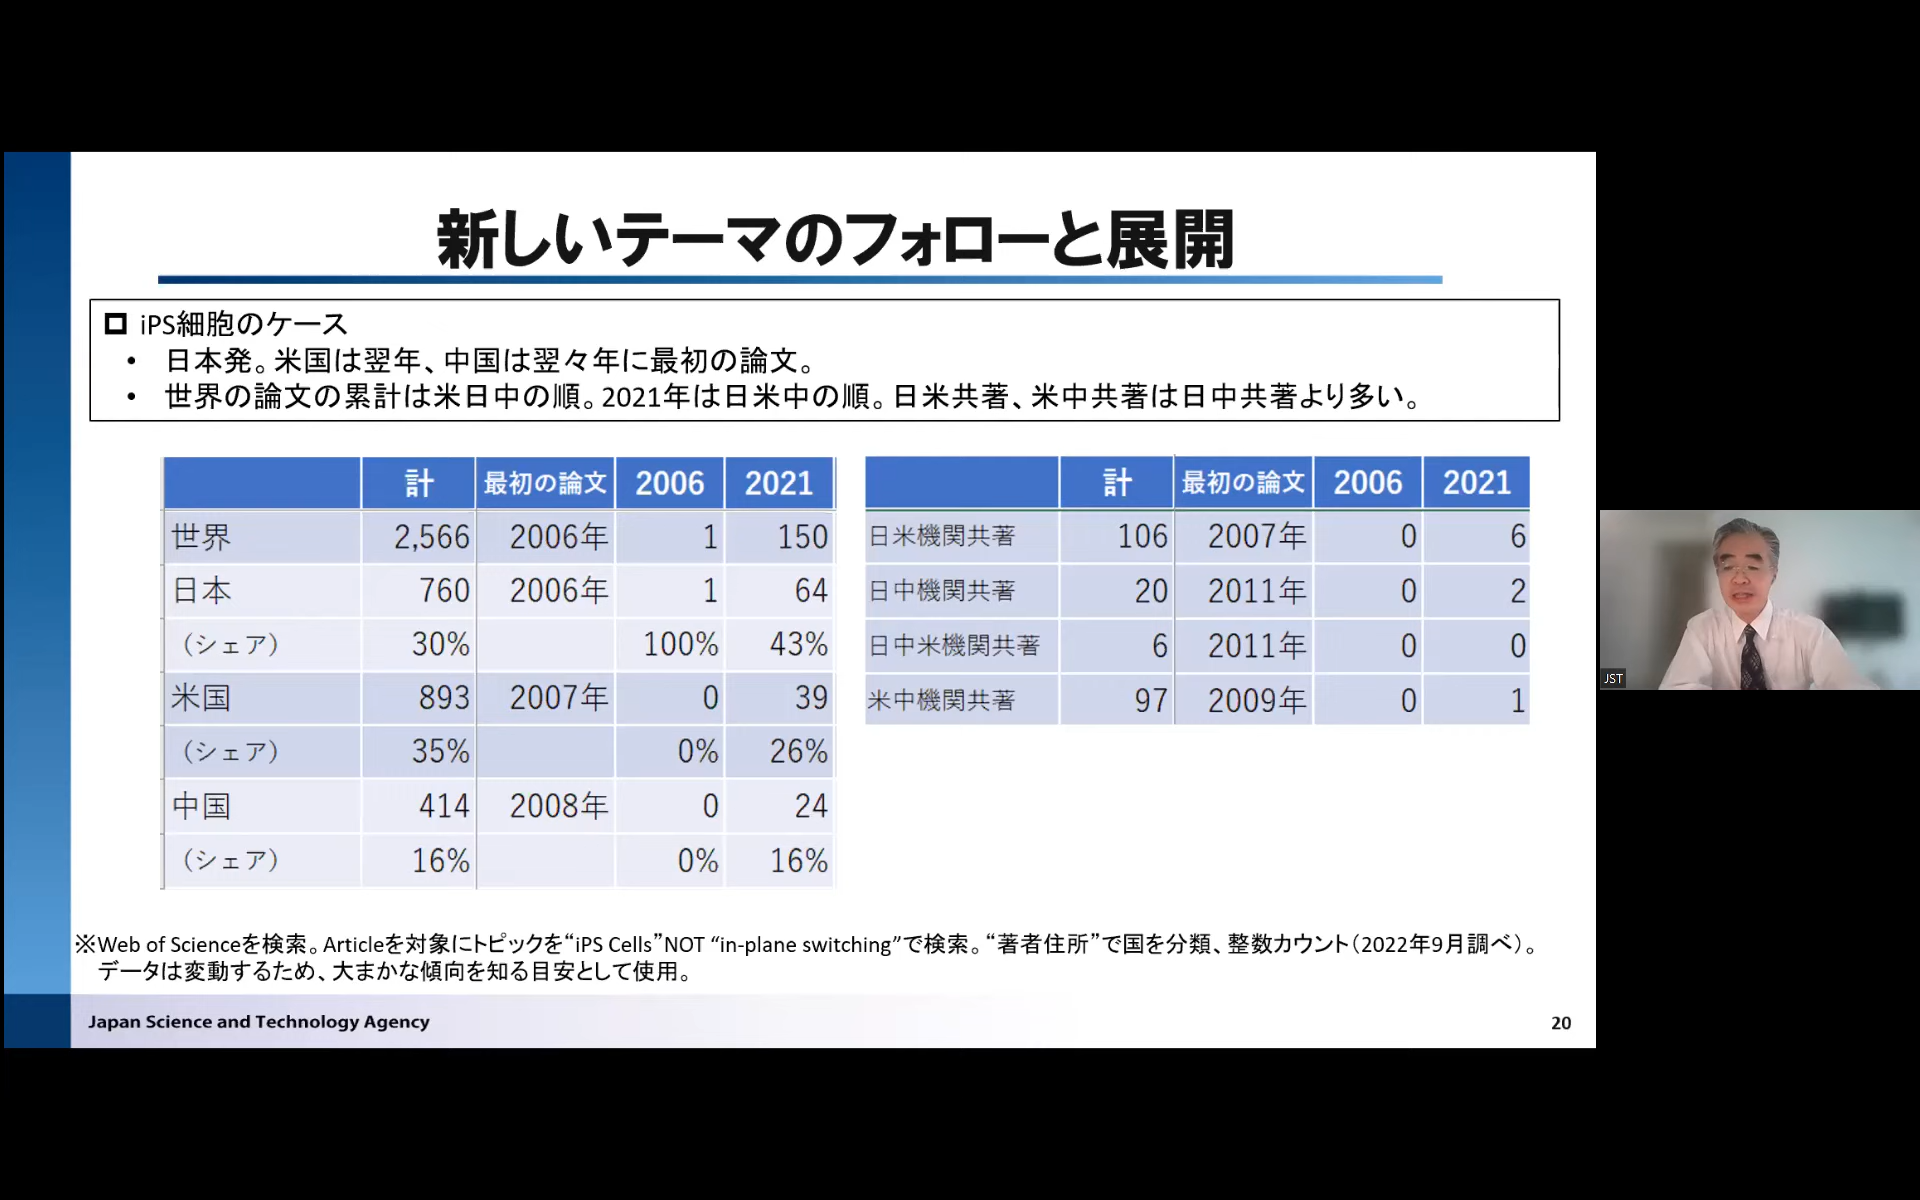 新しいテーマのフォローと展開
iPS細胞のケース
• 日本発。米国は翌年、中国は翌々年に最初の論文。
• 世界の論文の累計は米日中の順。2021年は日米中の順。日米共著、米中共著は日中共著より多い。
計 最初の論文 2006 2021
世界 2,566 2006年 1 150
日本 760 2006年 1 64
（シェア） 30% 100% 43%
米国 893 2007年 0 39
（シェア） 35% 0% 26%
中国 414 2008年 0 24
（シェア） 16% 0% 16%
計 最初の論文 2006 2021
日米機関共著 106 2007年 0 6
日中機関共著 20 2011年 0 2
日中米機関共著 6 2011年 0 0
米中機関共著 97 2009年 0 1
※Web of Scienceを検索。Articleを対象にトピックを“iPS Cells”NOT “in-plane switching”で検索。“著者住所”で国を分類、整数カウント（2022年9月調べ）。
データは変動するため、大まかな傾向を知る目安として使用。
Japan Science and Technology Agency
20
JST